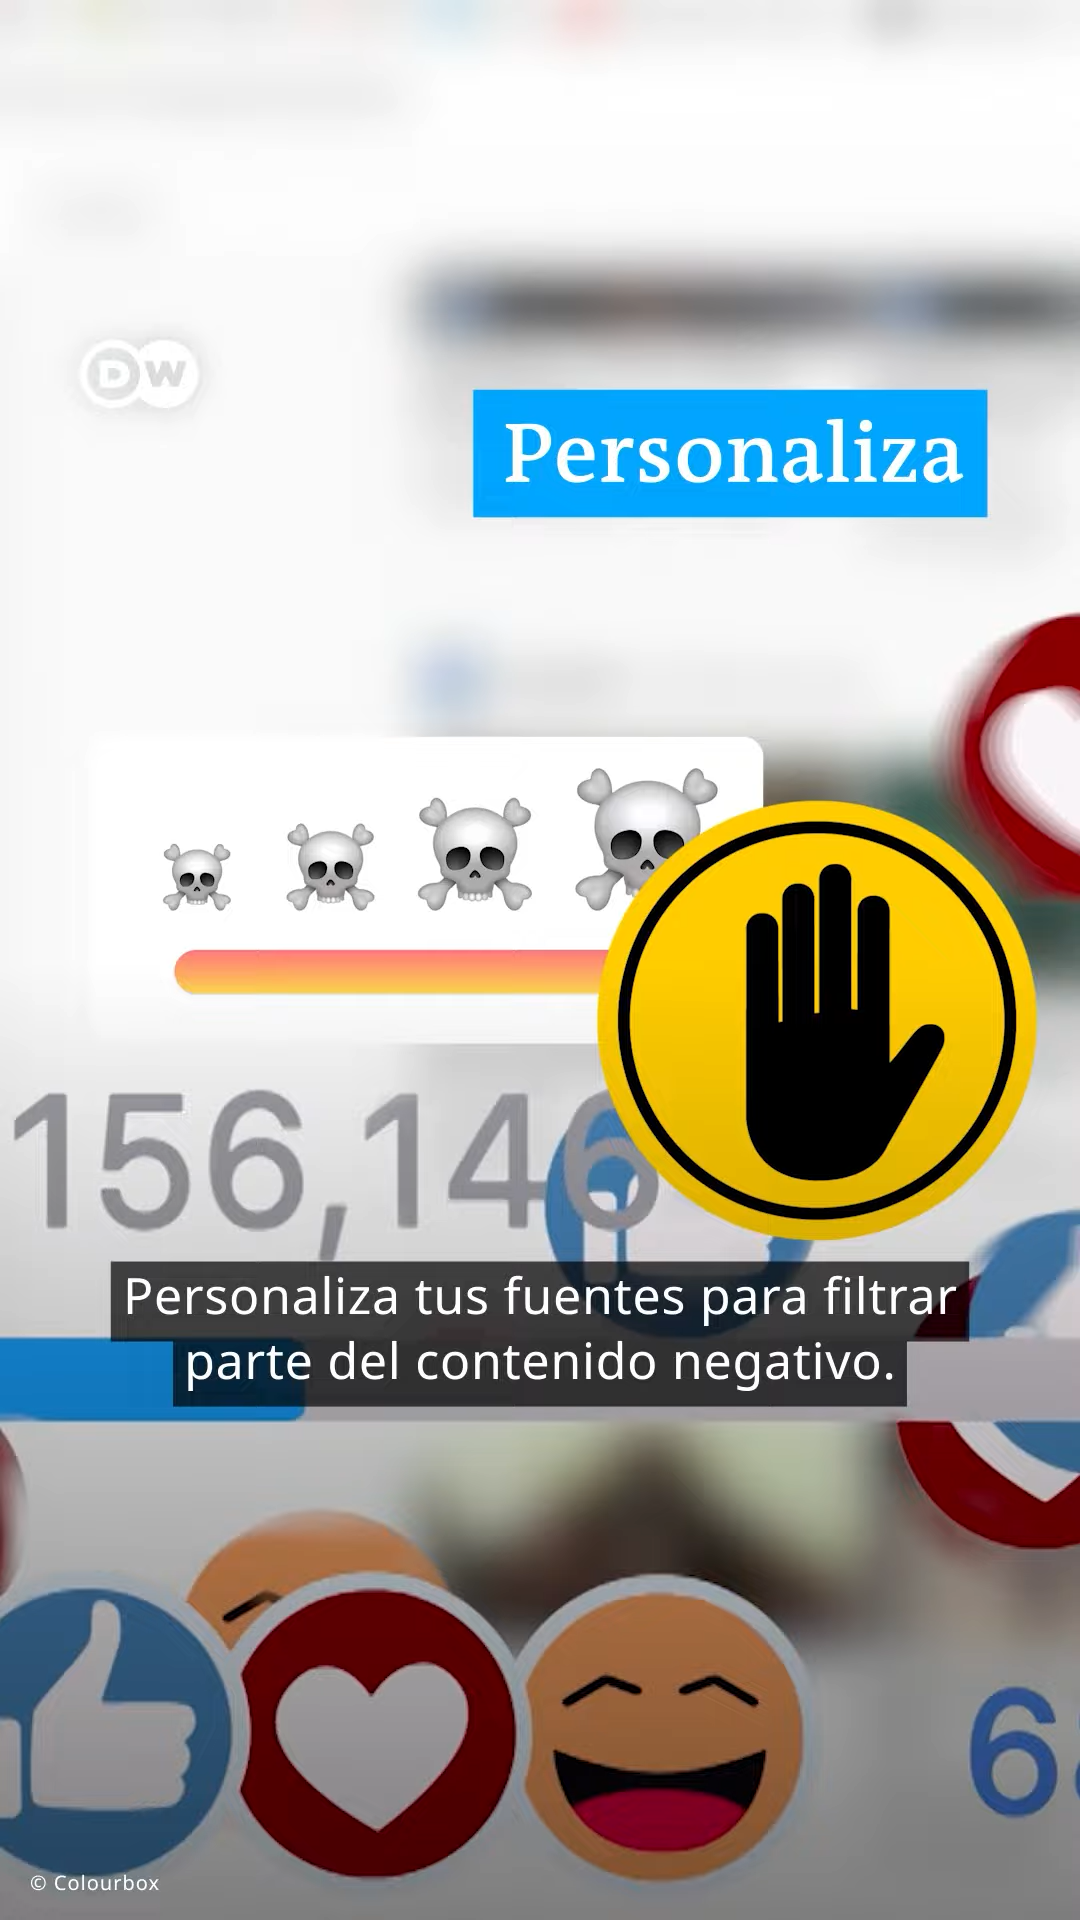 DW
Personaliza
156,146
Personaliza tus fuentes para filtrar
parte del contenido negativo.
© Colourbox